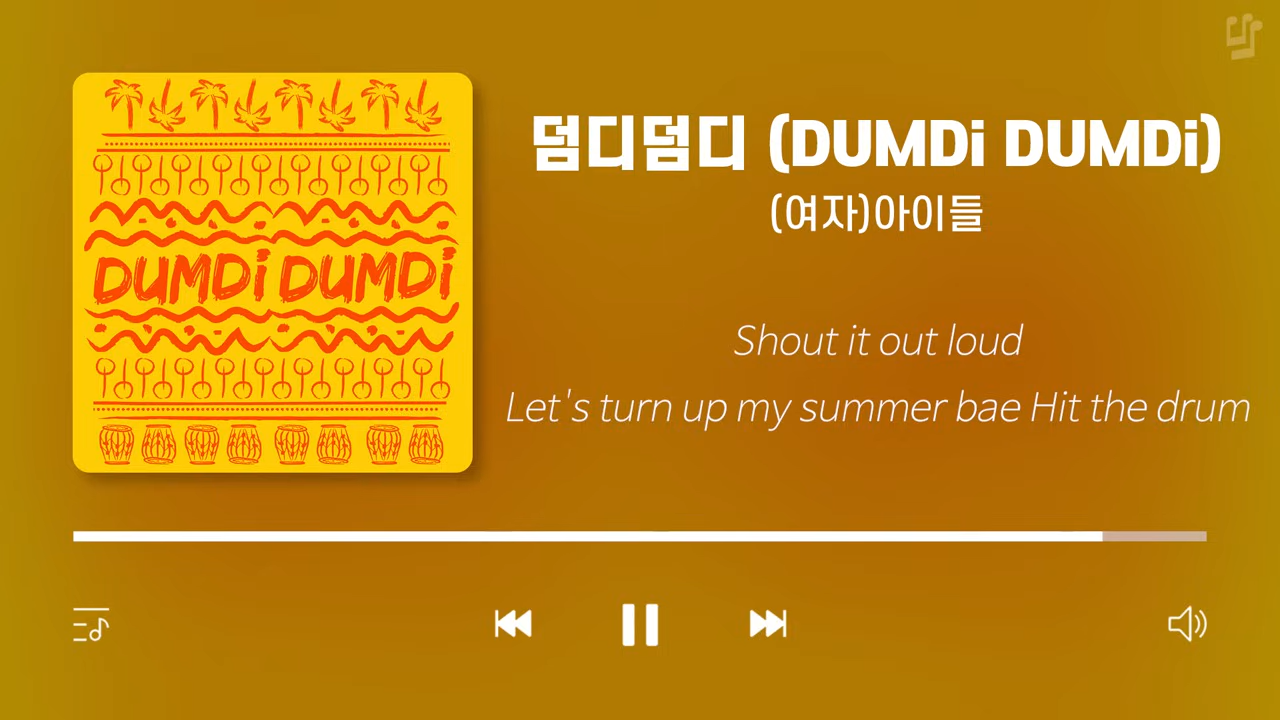 DUMDi DUMDi
덤디덤디 (DUMDi DUMDi)
(여자)아이들
Shout it out loud
Let's turn up my summer bae Hit the drum